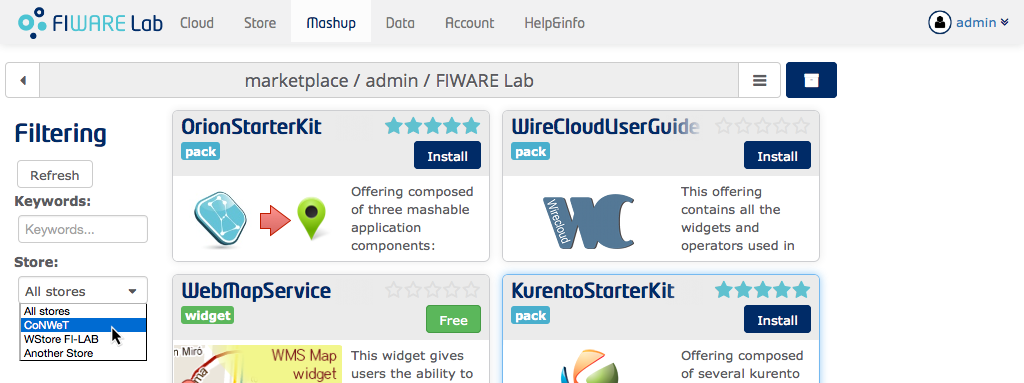 FIWARE Lab
Cloud
Store
Mashup
Data
Account
Help&info
admin
marketplace / admin / FIWARE Lab
Filtering
Refresh
Keywords:
Keywords...
Store:
All stores
All stores
CoNWeT
WStore FI-LAB
Another Store
OrionStarterKit
pack
Install
Offering composed
of three mashable
application
components:
WireCloudUserGuide
pack
Install
Wirecloud
WC
This offering
contains all the
widgets and
operators used in
WebMapService
widget
Free
n Miró
WMS Map
widget
This widget gives
users the ability to
KurentoStarterKit
pack
Install
Offering composed
of several kurento